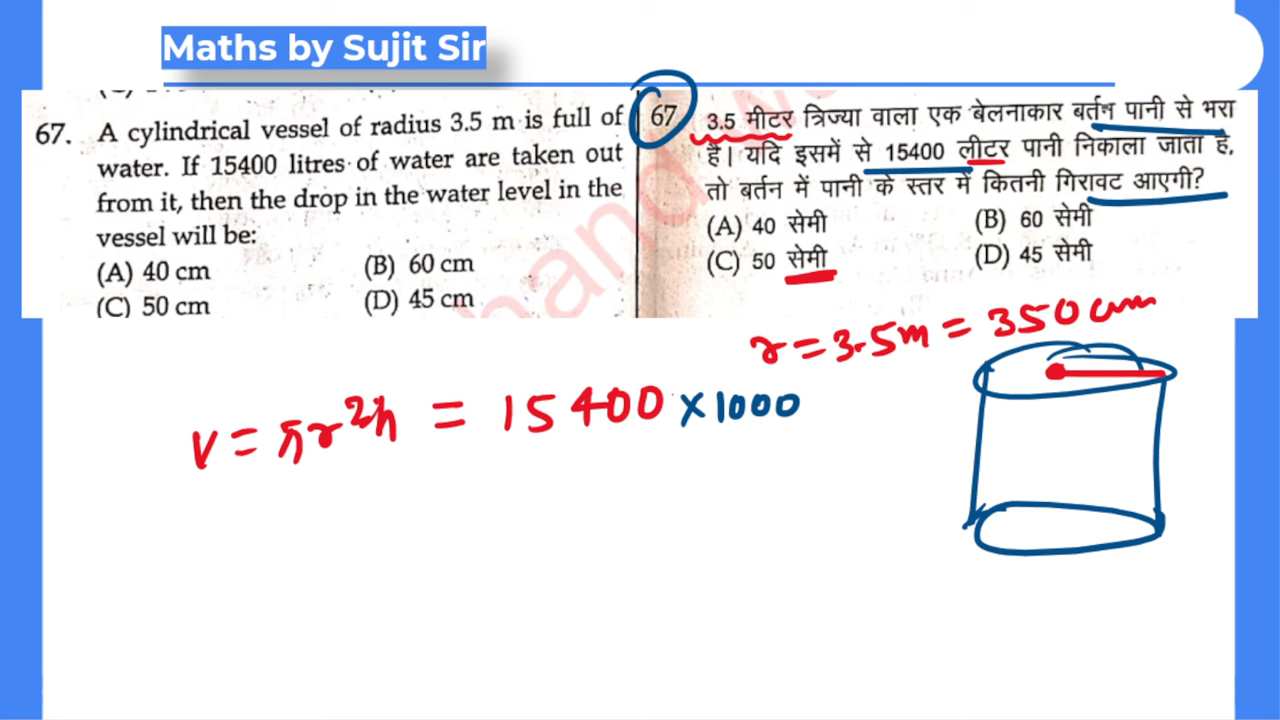 Maths by Sujit Sir
67. A cylindrical vessel of radius 3.5 m is full of
water. If 15400 litres of water are taken out
from it, then the drop in the water level in the
vessel will be:
(A) 40 cm
(B) 60 cm
(C) 50 cm
(D) 45 cm
67 3.5 मीटर त्रिज्या वाला एक बेलनाकार बर्तन पानी से भरा
है। यदि इसमें से 15400 लीटर पानी निकाला जाता है,
तो बर्तन में पानी के स्तर में कितनी गिरावट आएगी?
(A) 40 सेमी
(B) 60 सेमी
(C) 50 सेमी
(D) 45 सेमी
r = 3.5m = 350 cm
V = πr²h = 15400 × 1000